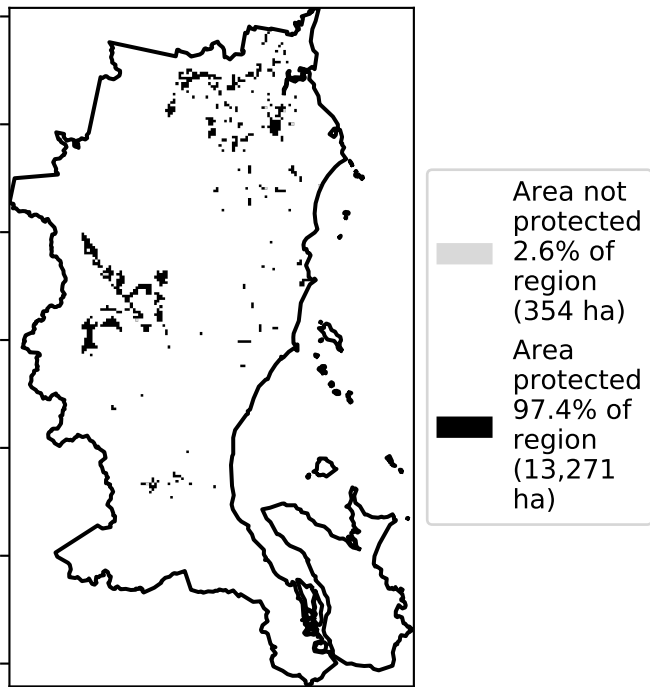 Area not
protected
2.6% of
region
(354 ha)
Area
protected
97.4% of
region
(13,271
ha)